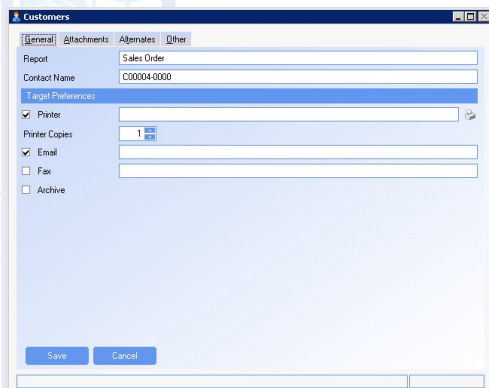 Customers
General Attachments Alternates Other
Report Sales Order
Contact Name C00004-0000
Target Preferences
Printer
Printer Copies 1
Email
Fax
Archive
Save Cancel